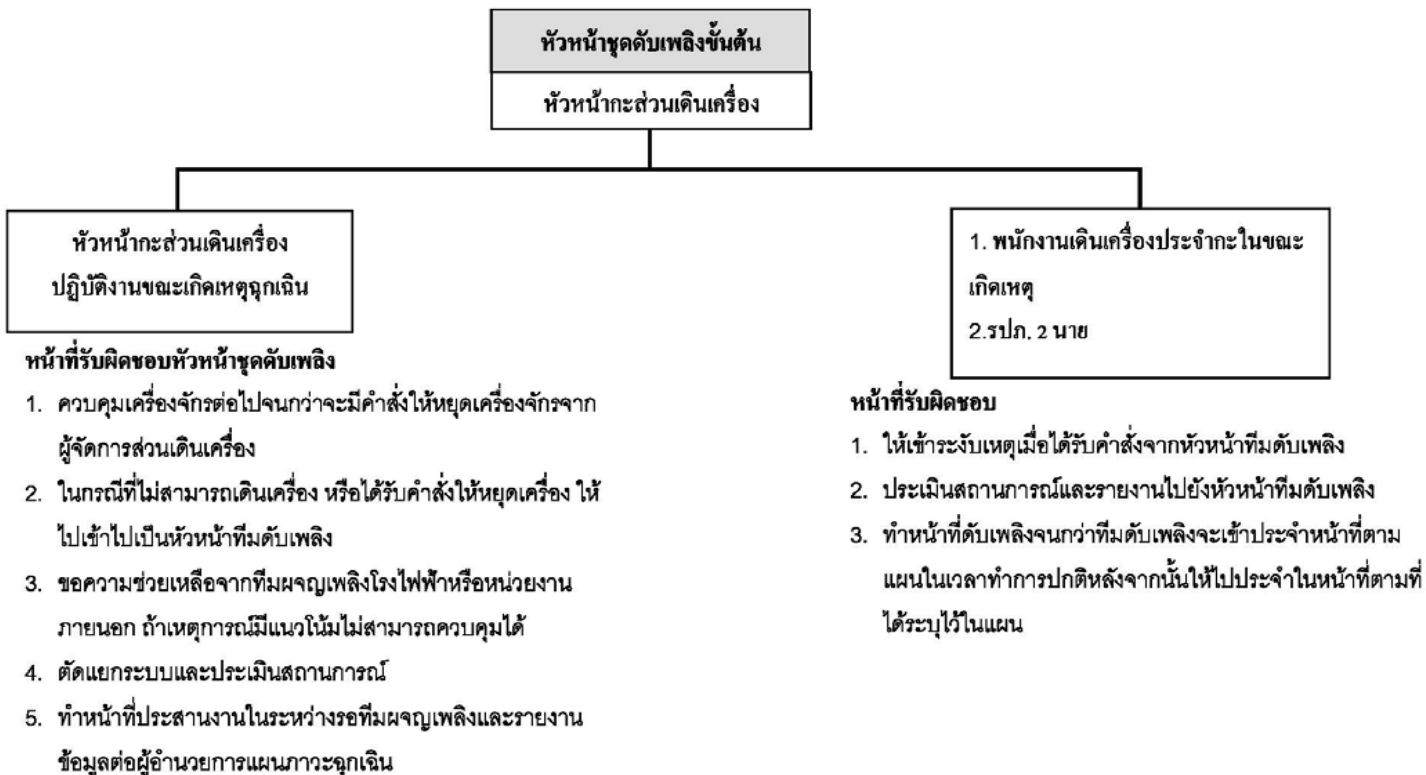 หัวหน้าชุดดับเพลิงขั้นต้น
หัวหน้ากะส่วนเดินเครื่อง
หัวหน้ากะส่วนเดินเครื่อง
ปฏิบัติงานขณะเกิดเหตุฉุกเฉิน
1. พนักงานเดินเครื่องประจำกะในขณะ
เกิดเหตุ
2.รปภ. 2 นาย
หน้าที่รับผิดชอบหัวหน้าชุดดับเพลิง
1. ควบคุมเครื่องจักรต่อไปจนกว่าจะมีคำสั่งให้หยุดเครื่องจักรจาก
ผู้จัดการส่วนเดินเครื่อง
2. ในกรณีที่ไม่สามารถเดินเครื่อง หรือได้รับคำสั่งให้หยุดเครื่อง ให้
ไปเข้าไปเป็นหัวหน้าทีมดับเพลิง
3. ขอความช่วยเหลือจากทีมผจญเพลิงโรงไฟฟ้าหรือหน่วยงาน
ภายนอก ถ้าเหตุการณ์มีแนวโน้มไม่สามารถควบคุมได้
4. ตัดแยกระบบและประเมินสถานการณ์
5. ทำหน้าที่ประสานงานในระหว่างรอทีมผจญเพลิงและรายงาน
ข้อมูลต่อผู้อำนวยการแผนภาวะฉุกเฉิน
หน้าที่รับผิดชอบ
1. ให้เข้าระงับเหตุเมื่อได้รับคำสั่งจากหัวหน้าทีมดับเพลิง
2. ประเมินสถานการณ์และรายงานไปยังหัวหน้าทีมดับเพลิง
3. ทำหน้าที่ดับเพลิงจนกว่าทีมดับเพลิงจะเข้าประจำหน้าที่ตาม
แผนในเวลาทำการปกติหลังจากนั้นให้ไปประจำในหน้าที่ตามที่
ได้ระบุไว้ในแผน